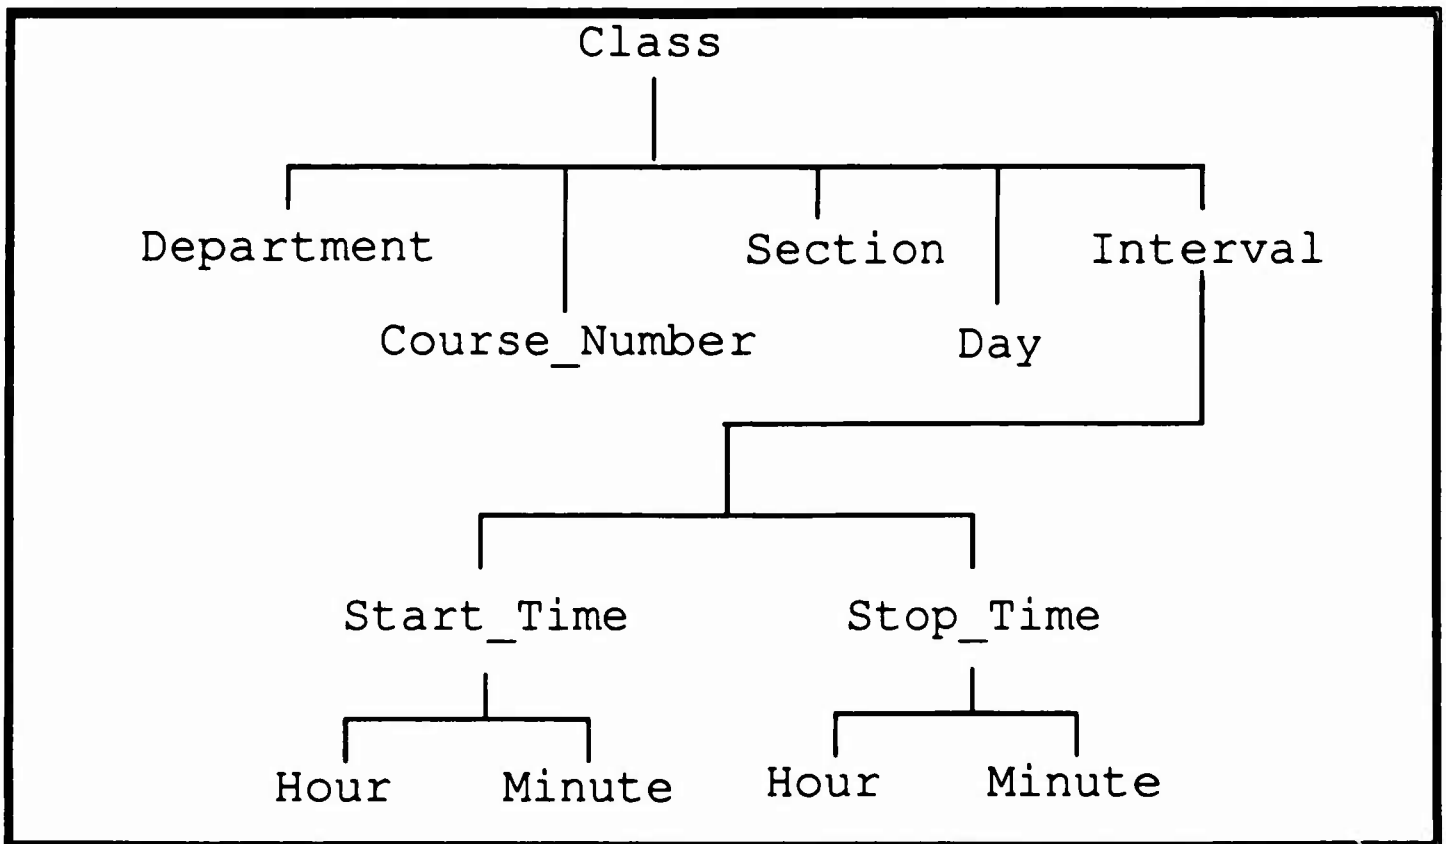 Class
Department Section Interval
Course_Number Day
Start_Time Stop_Time
Hour Minute Hour Minute